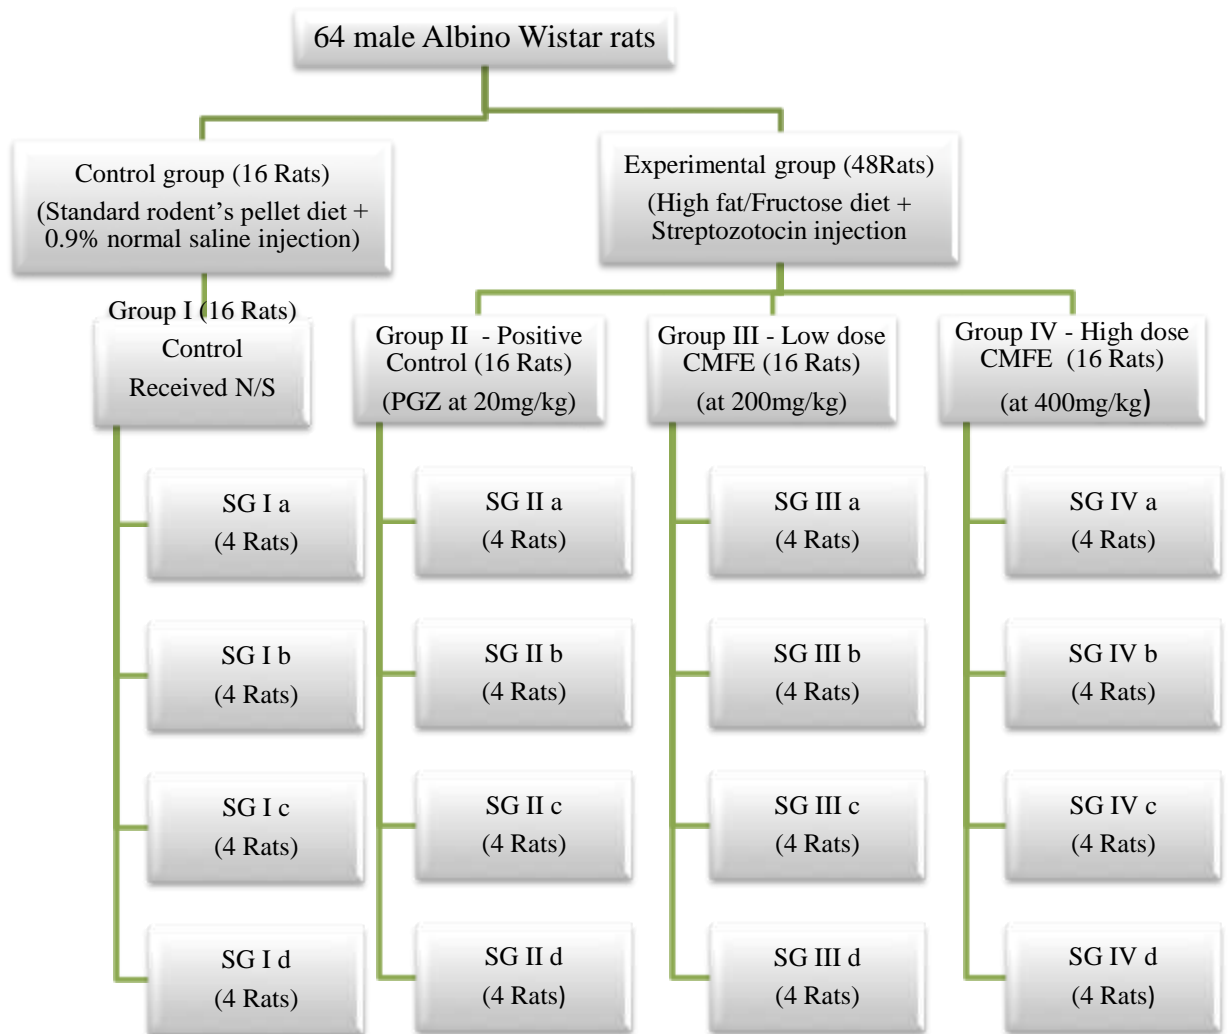 64 male Albino Wistar rats
Control group (16 Rats)
(Standard rodent’s pellet diet +
0.9% normal saline injection)
Experimental group (48Rats)
(High fat/Fructose diet +
Streptozotocin injection
Group I (16 Rats)
Control
Received N/S
Group II - Positive
Control (16 Rats)
(PGZ at 20mg/kg)
Group III - Low dose
CMFE (16 Rats)
(at 200mg/kg)
Group IV - High dose
CMFE (16 Rats)
(at 400mg/kg)
SG I a
(4 Rats)
SG I b
(4 Rats)
SG I c
(4 Rats)
SG I d
(4 Rats)
SG II a
(4 Rats)
SG II b
(4 Rats)
SG II c
(4 Rats)
SG II d
(4 Rats)
SG III a
(4 Rats)
SG III b
(4 Rats)
SG III c
(4 Rats)
SG III d
(4 Rats)
SG IV a
(4 Rats)
SG IV b
(4 Rats)
SG IV c
(4 Rats)
SG IV d
(4 Rats)